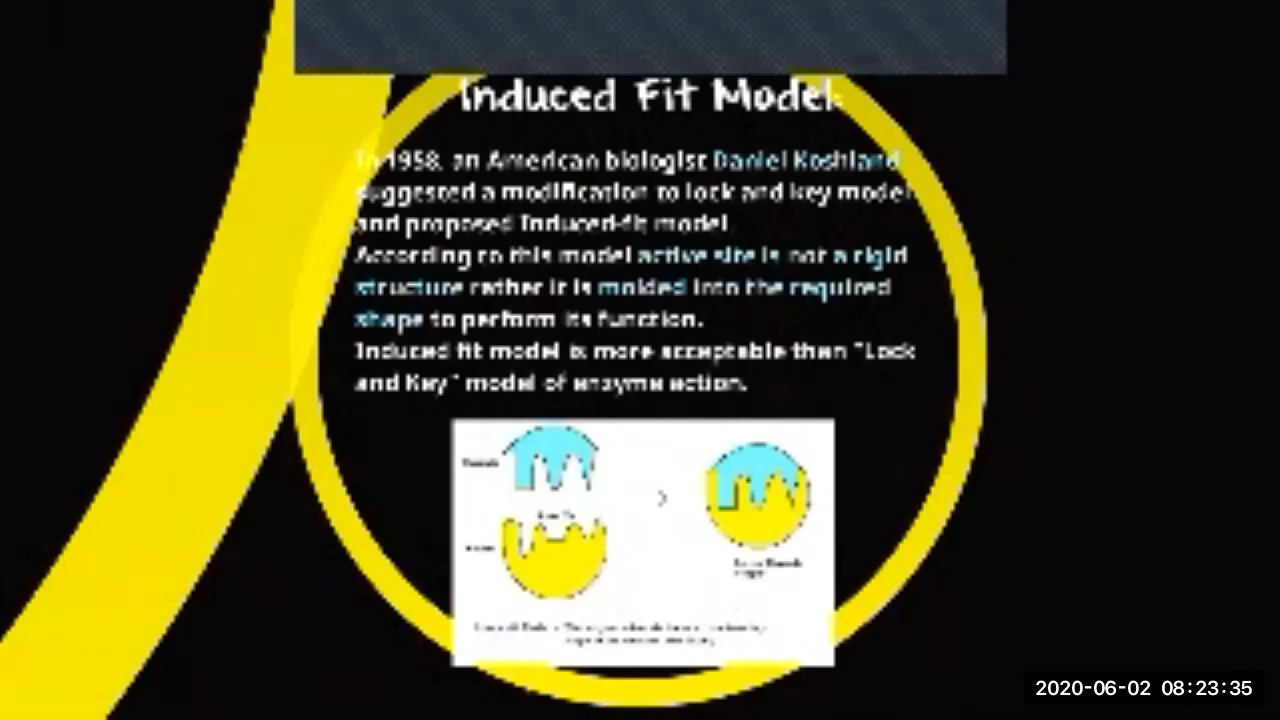 Induced Fit Model:
In 1958, an American biologist Daniel Koshland
suggested a modification to lock and key model
and proposed Induced-fit model.
According to this model active site is not a rigid
structure rather it is molded into the required
shape to perform its function.
Induced fit model is more acceptable then "Lock
and Key" model of enzyme action.
2020-06-02 08:23:35